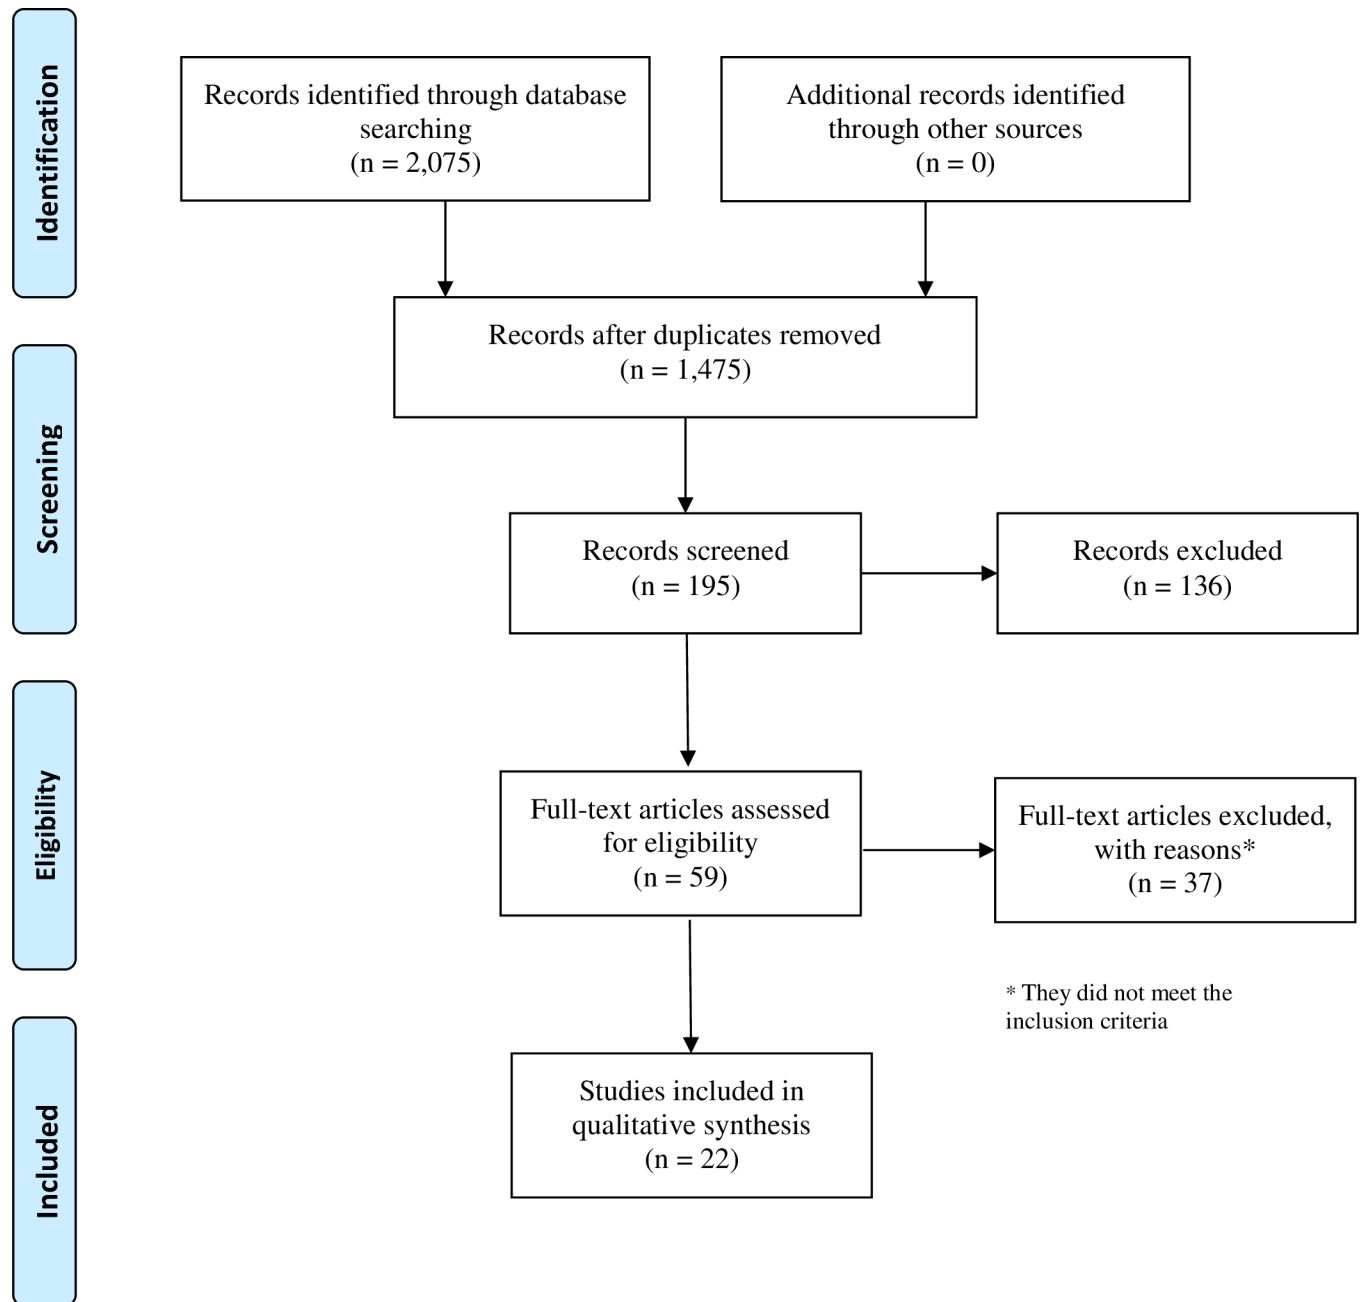 Identification
Records identified through database
searching
(n = 2,075)
Additional records identified
through other sources
(n = 0)
Records after duplicates removed
(n = 1,475)
Screening
Records screened
(n = 195)
Records excluded
(n = 136)
Eligibility
Full-text articles assessed
for eligibility
(n = 59)
Full-text articles excluded,
with reasons*
(n = 37)
* They did not meet the
inclusion criteria
Included
Studies included in
qualitative synthesis
(n = 22)